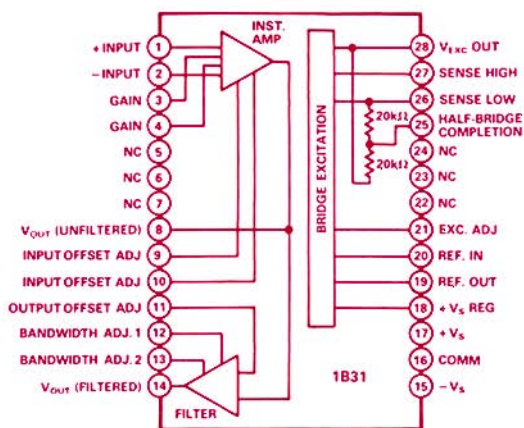 INST.
AMP
+INPUT 1
−INPUT 2
GAIN 3
GAIN 4
NC 5
NC 6
NC 7
VOUT (UNFILTERED) 8
INPUT OFFSET ADJ 9
INPUT OFFSET ADJ 10
OUTPUT OFFSET ADJ 11
BANDWIDTH ADJ. 1 12
BANDWIDTH ADJ. 2 13
VOUT (FILTERED) 14
FILTER
BRIDGE EXCITATION
20kΩ
20kΩ
1B31
28 VEXC OUT
27 SENSE HIGH
26 SENSE LOW
25 HALF-BRIDGE
COMPLETION
24 NC
23 NC
22 NC
21 EXC. ADJ
20 REF. IN
19 REF. OUT
18 +VS REG
17 +VS
16 COMM
15 −VS